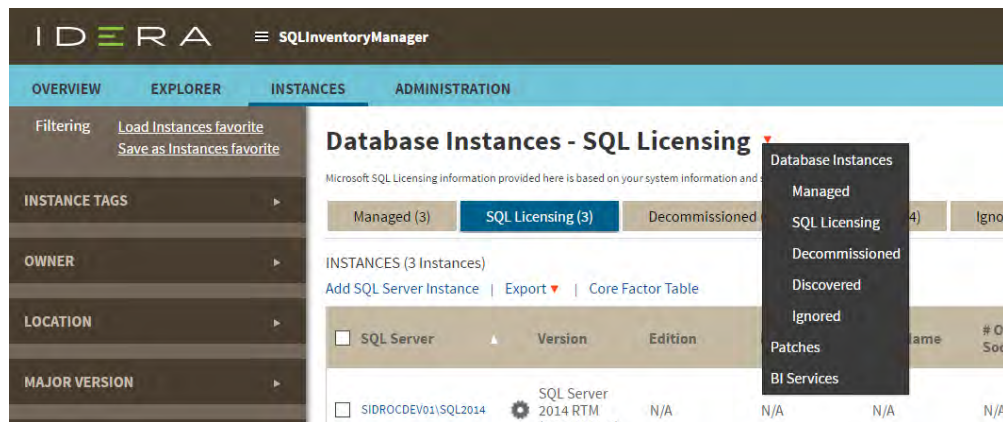 IDERA ≡ SQLInventoryManager
OVERVIEW EXPLORER INSTANCES ADMINISTRATION
Filtering Load Instances favorite
Save as Instances favorite
INSTANCE TAGS
OWNER
LOCATION
MAJOR VERSION
Database Instances - SQL Licensing
Microsoft SQL Licensing information provided here is based on your system information and
Managed (3) SQL Licensing (3) Decommissioned 4)
INSTANCES (3 Instances)
Add SQL Server Instance | Export | Core Factor Table
SQL Server Version Edition
SIDROCDEV01\SQL2014 SQL Server
2014 RTM N/A N/A N/A
Database Instances
Managed
SQL Licensing
Decommissioned
Discovered
Ignored
Patches
BI Services